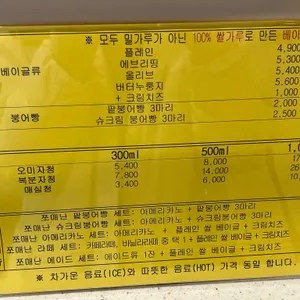 ※ 모두 밀가루가 아닌 100% 쌀가루로 만든 베이
베이글류
플레인 4,900
에브리띵 5,300
올리브 5,400
버터누룽지 5,600
+ 크림치즈 1,000
붕어빵
팥붕어빵 3마리 2,000
슈크림 붕어빵 3마리 2,500
300ml 500ml 1.0
오미자청 5,400 8,000
복분자청 7,800 14,000
매실청 3,400 6,000
쪼매난 팥붕어빵 세트: 아메리카노 + 팥붕어빵 3마리
쪼매난 슈크림붕어빵 세트: 아메리카노 + 슈크림붕어빵 3마리
쪼매난 아메리카노 세트: 아메리카노 + 플레인 쌀 베이글 + 크림
쪼매난 라떼 세트: 카페라떼, 바닐라라떼 중 택 1 + 플레인 쌀 베이글 + 크림
쪼매난 에이드 세트: 에이드류 1잔 + 플레인 쌀 베이글 + 크림치
※ 차가운 음료(ICE)와 따뜻한 음료(HOT) 가격 동일 합니다.